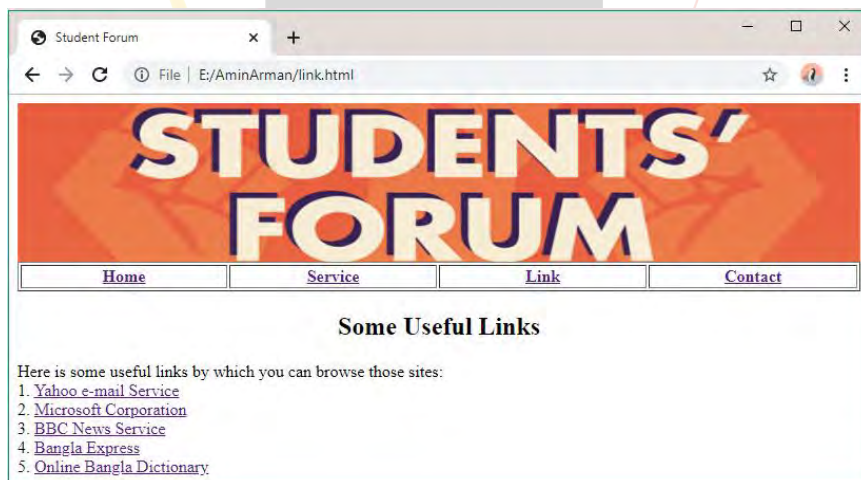 Student Forum
File | E:/AminArman/link.html
STUDENTS'
FORUM
Home Service Link Contact
Some Useful Links
Here is some useful links by which you can browse those sites:
1. Yahoo e-mail Service
2. Microsoft Corporation
3. BBC News Service
4. Bangla Express
5. Online Bangla Dictionary